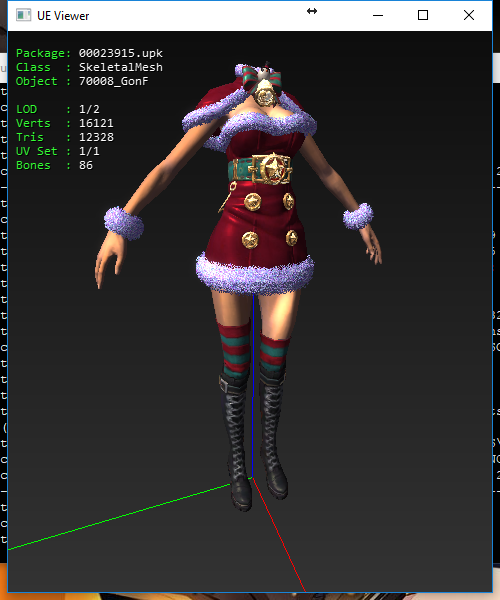 UE Viewer
Package: 00023915.upk
Class  : SkeletalMesh
Object : 70008_GonF
LOD    : 1/2
Verts  : 16121
Tris   : 12328
UV Set : 1/1
Bones  : 86